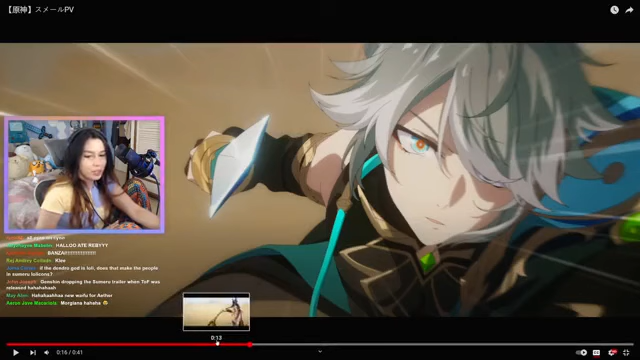 【原神】スメールPV
HALLOO ATE REBYYY
BANZAI!!!!!!!!!!!!!!!!!!!!!
Klee
if the dendro god is loli, does that make the people
in sumeru lolicons?
Genshin dropping the Sumeru trailer when ToF was
released hahahahaah
Hahahaahhaa new waifu for Aether
Morgiana hahaha
0:13
0:16 / 0:41